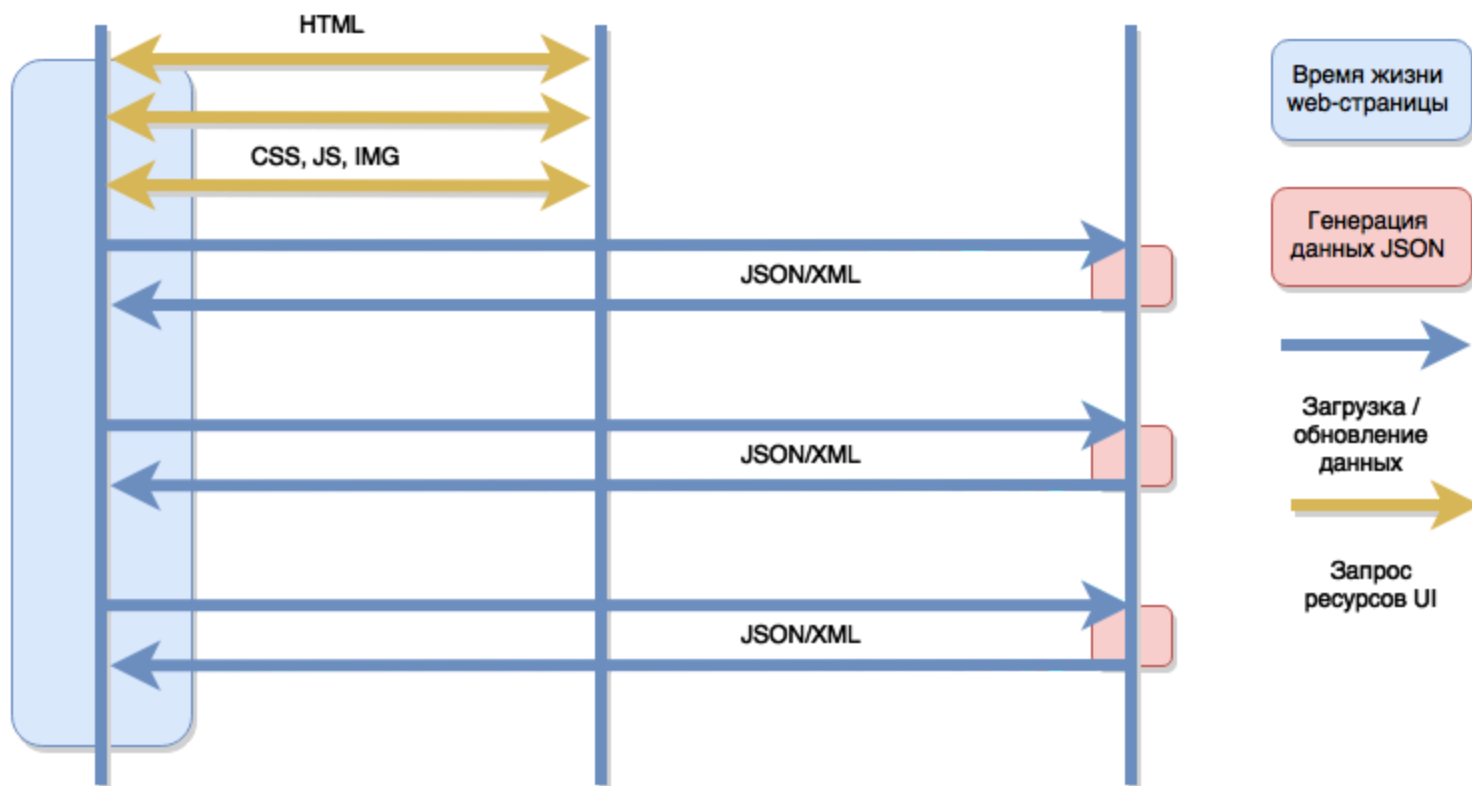 HTML
CSS, JS, IMG
JSON/XML
JSON/XML
JSON/XML
Время жизни
web-страницы
Генерация
данных JSON
Загрузка /
обновление
данных
Запрос
ресурсов UI